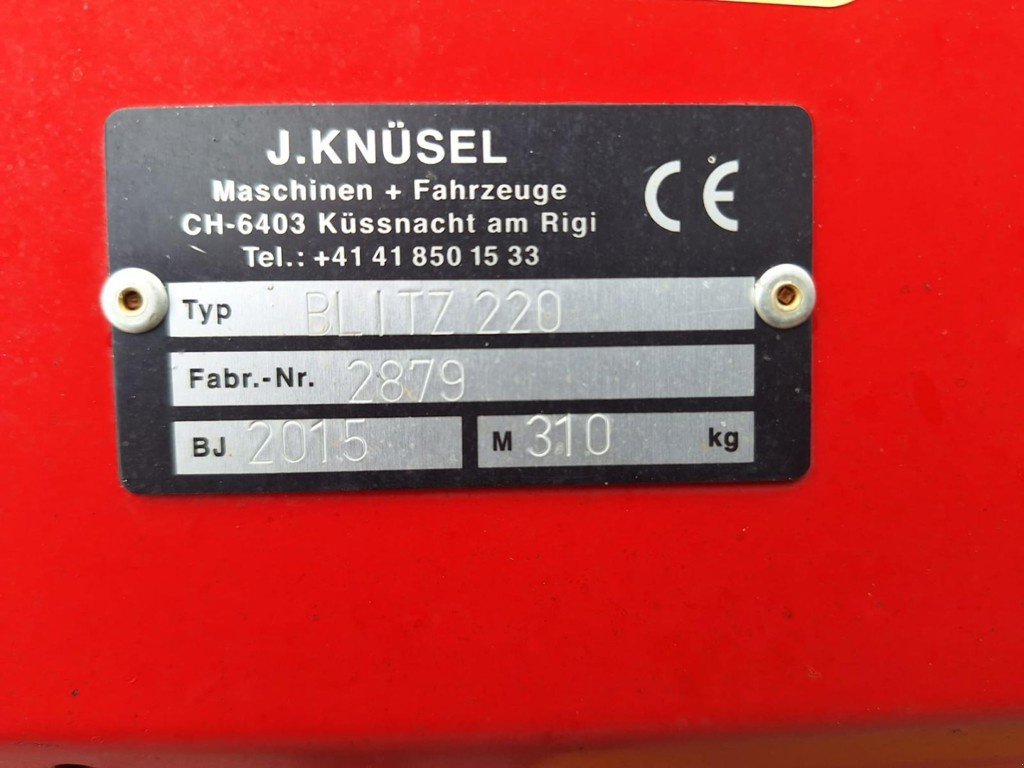 J.KNÜSEL
Maschinen + Fahrzeuge
CH-6403 Küssnacht am Rigi
Tel.: +41 41 850 15 33
CE
Typ BLITZ 220
Fabr.-Nr. 2879
BJ 2015 M 310 kg